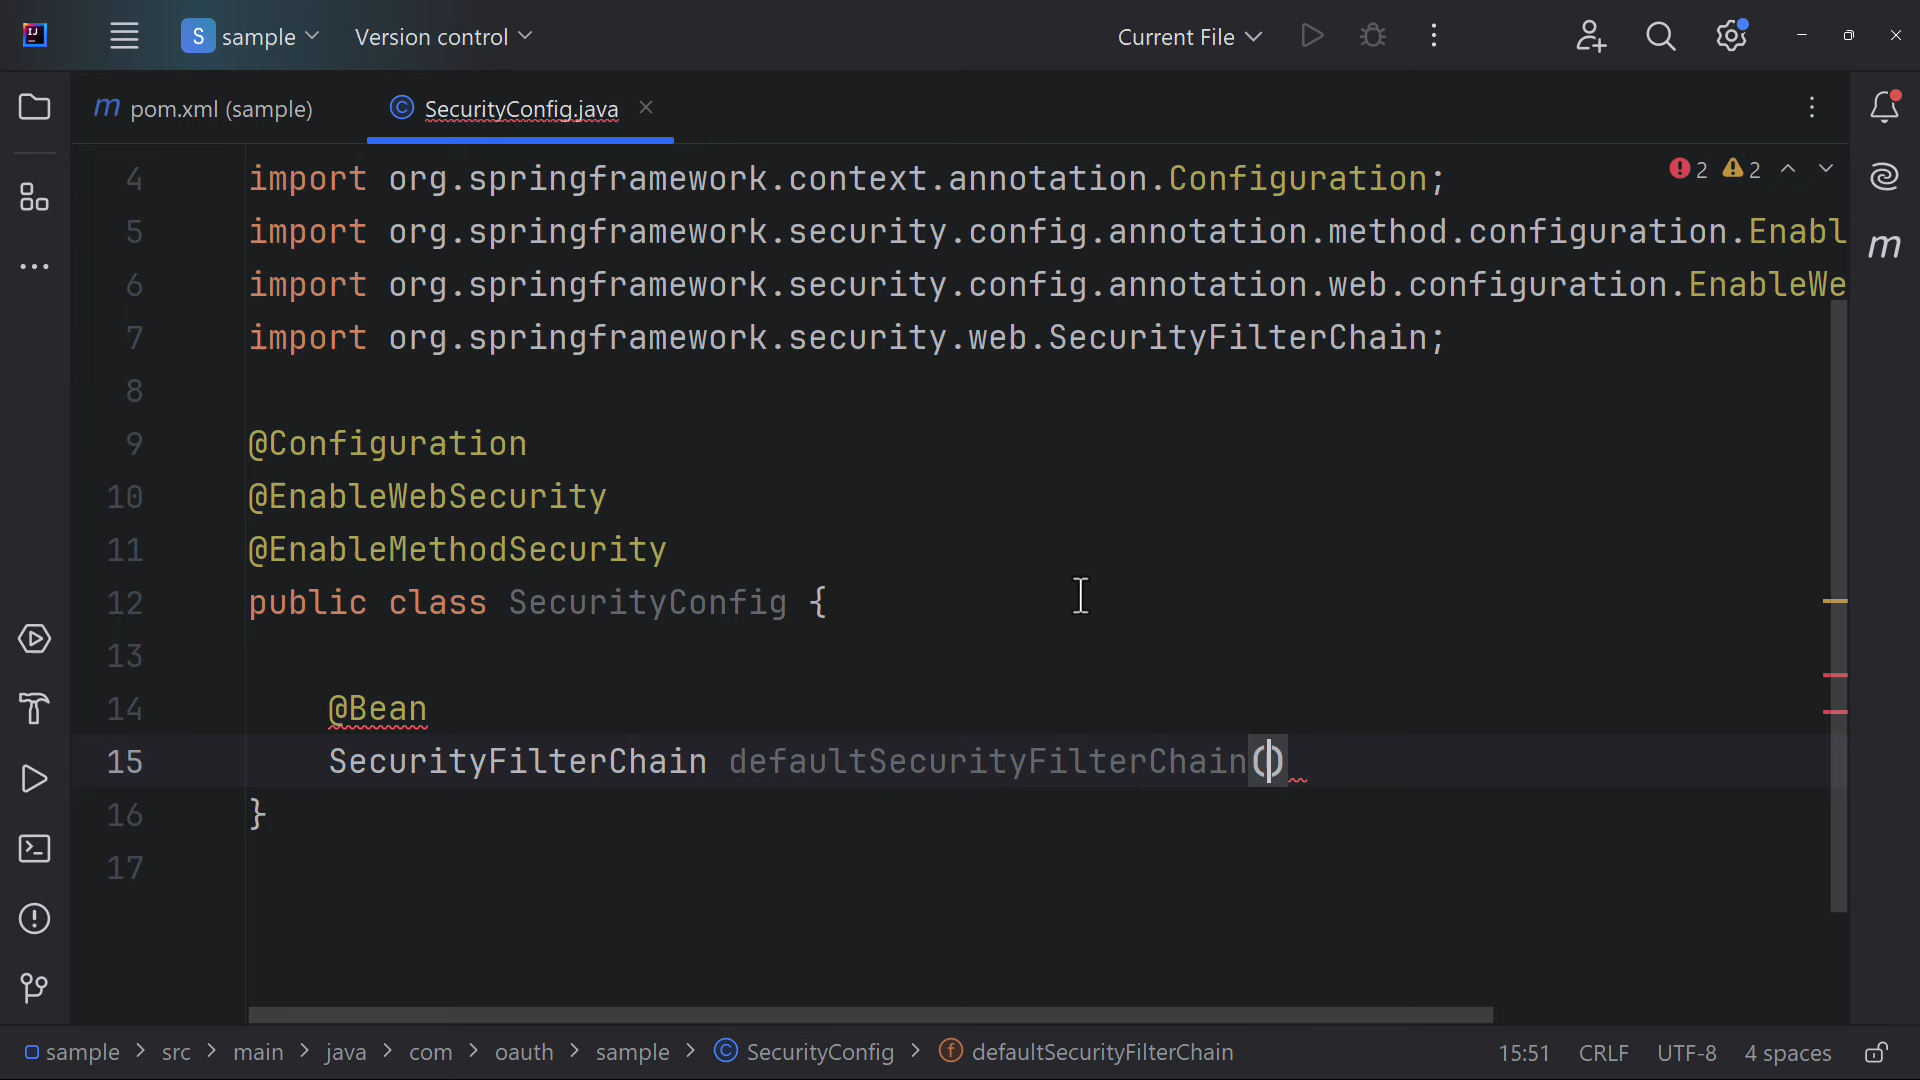 IJ
S sample
Version control
Current File
m pom.xml (sample)
SecurityConfig.java
2 2
4 import org.springframework.context.annotation.Configuration;
5 import org.springframework.security.config.annotation.method.configuration.Enabl
6 import org.springframework.security.config.annotation.web.configuration.EnableWe
7 import org.springframework.security.web.SecurityFilterChain;
8
9 @Configuration
10 @EnableWebSecurity
11 @EnableMethodSecurity
12 public class SecurityConfig {
13
14 @Bean
15 SecurityFilterChain defaultSecurityFilterChain()
16 }
17
m
sample > src > main > java > com > oauth > sample > SecurityConfig > defaultSecurityFilterChain
15:51 CRLF UTF-8 4 spaces